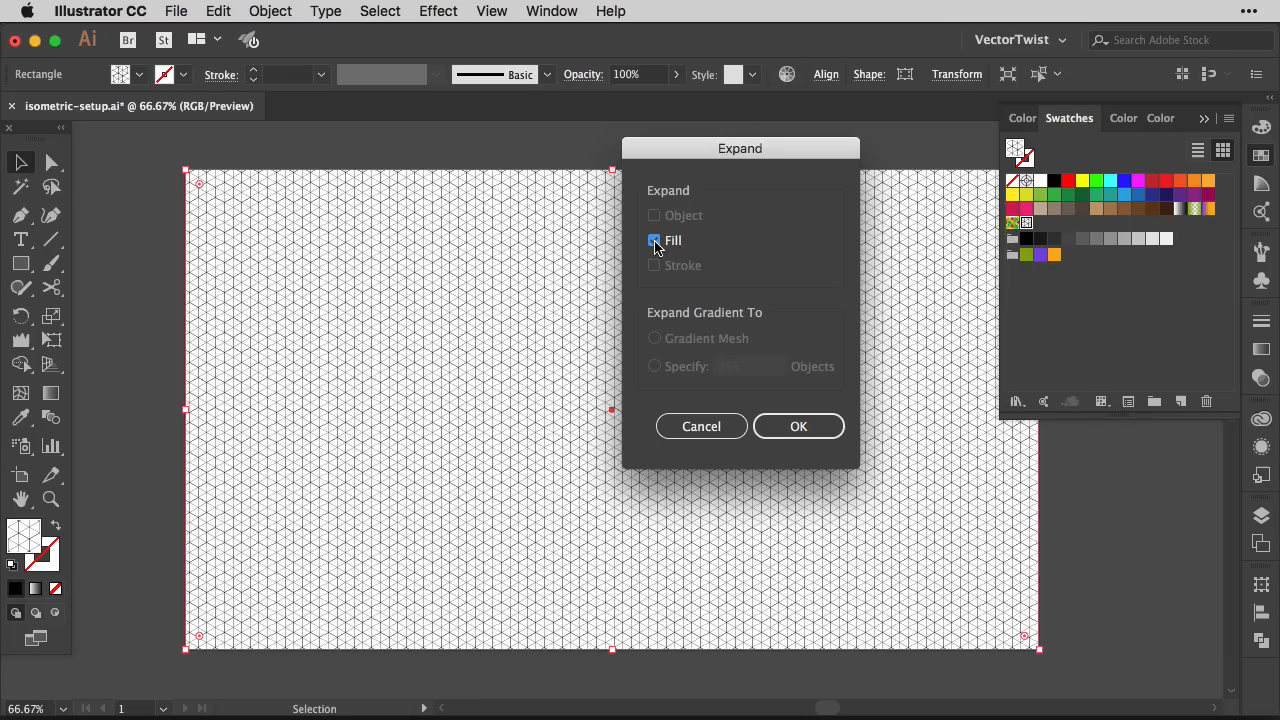 Illustrator CC File Edit Object Type Select Effect View Window Help
Ai Br St VectorTwist Search Adobe Stock
Rectangle Stroke: Basic Opacity: 100% Style: Align Shape: Transform
isometric-setup.ai* @ 66.67% (RGB/Preview)
Color Swatches Color Color
Expand
Expand
Object
Fill
Stroke
Expand Gradient To
Gradient Mesh
Specify: 255 Objects
Cancel OK
66.67% 1 Selection